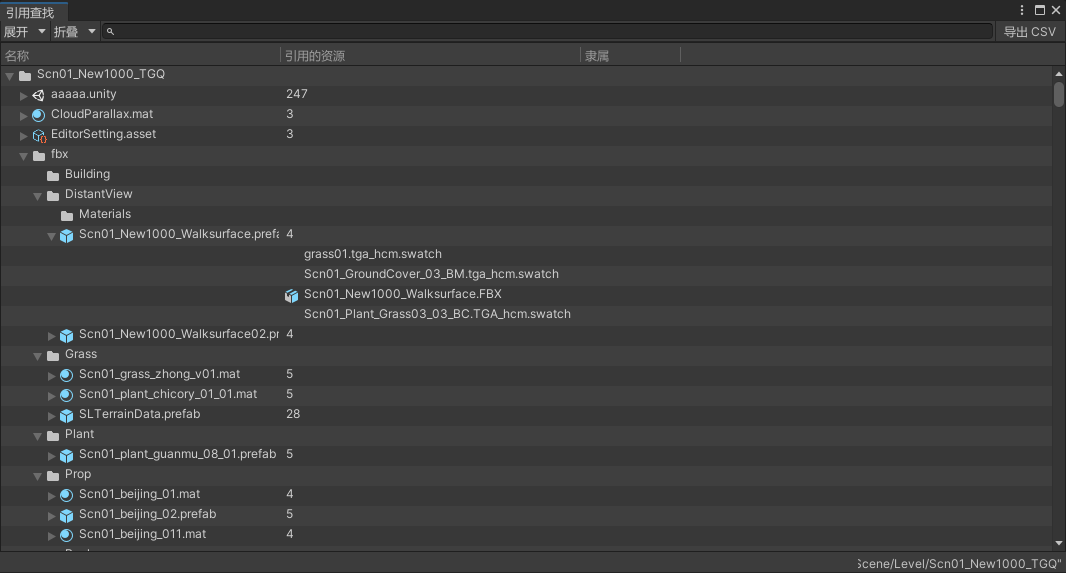 引用查找
展开 折叠 导出 CSV
名称 引用的资源 隶属
Scn01_New1000_TGQ
aaaaa.unity 247
CloudParallax.mat 3
EditorSetting.asset 3
fbx
Building
DistantView
Materials
Scn01_New1000_Walksurface.prefa 4
grass01.tga_hcm.swatch
Scn01_GroundCover_03_BM.tga_hcm.swatch
Scn01_New1000_Walksurface.FBX
Scn01_Plant_Grass03_03_BC.TGA_hcm.swatch
Scn01_New1000_Walksurface02.pr 4
Grass
Scn01_grass_zhong_v01.mat 5
Scn01_plant_chicory_01_01.mat 5
SLTerrainData.prefab 28
Plant
Scn01_plant_guanmu_08_01.prefab 5
Prop
Scn01_beijing_01.mat 4
Scn01_beijing_02.prefab 5
Scn01_beijing_011.mat 4
Scene/Level/Scn01_New1000_TGQ"